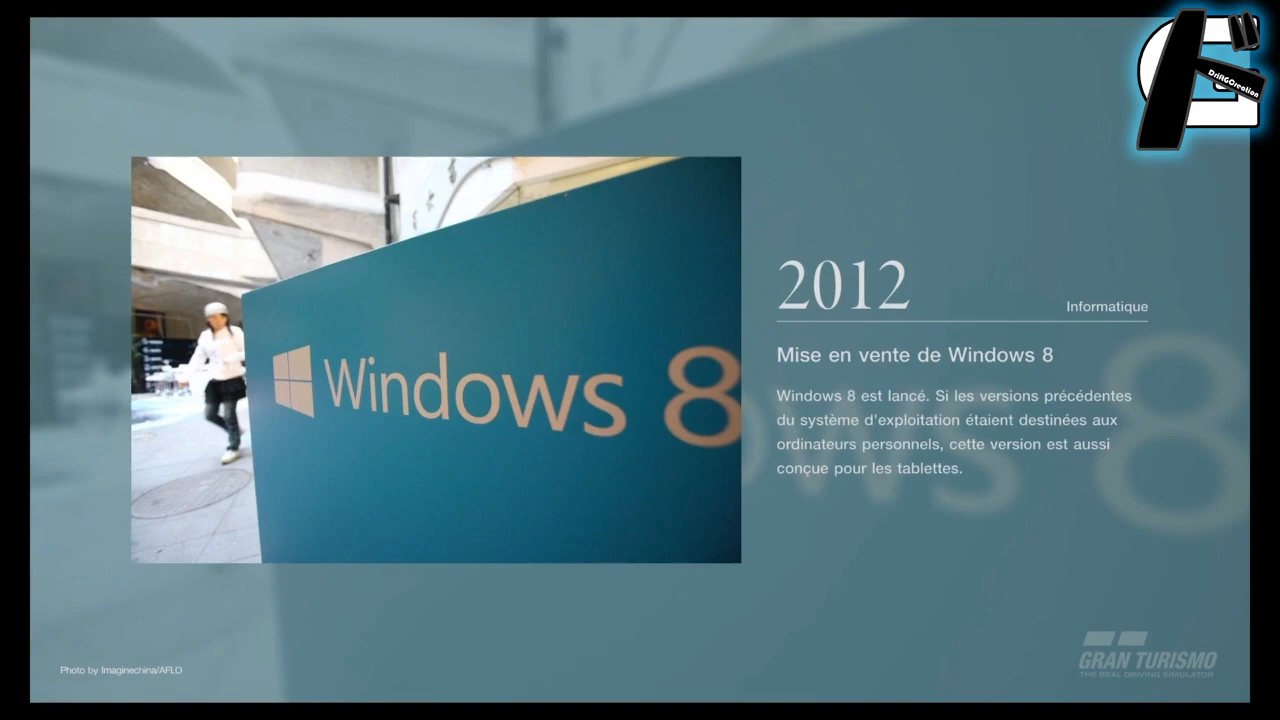 DriftGCreation
Windows 8
2012
Informatique
Mise en vente de Windows 8
Windows 8 est lancé. Si les versions précédentes
du système d'exploitation étaient destinées aux
ordinateurs personnels, cette version est aussi
conçue pour les tablettes.
Photo by Imaginechina/AFLO
GRAN TURISMO
THE REAL DRIVING SIMULATOR